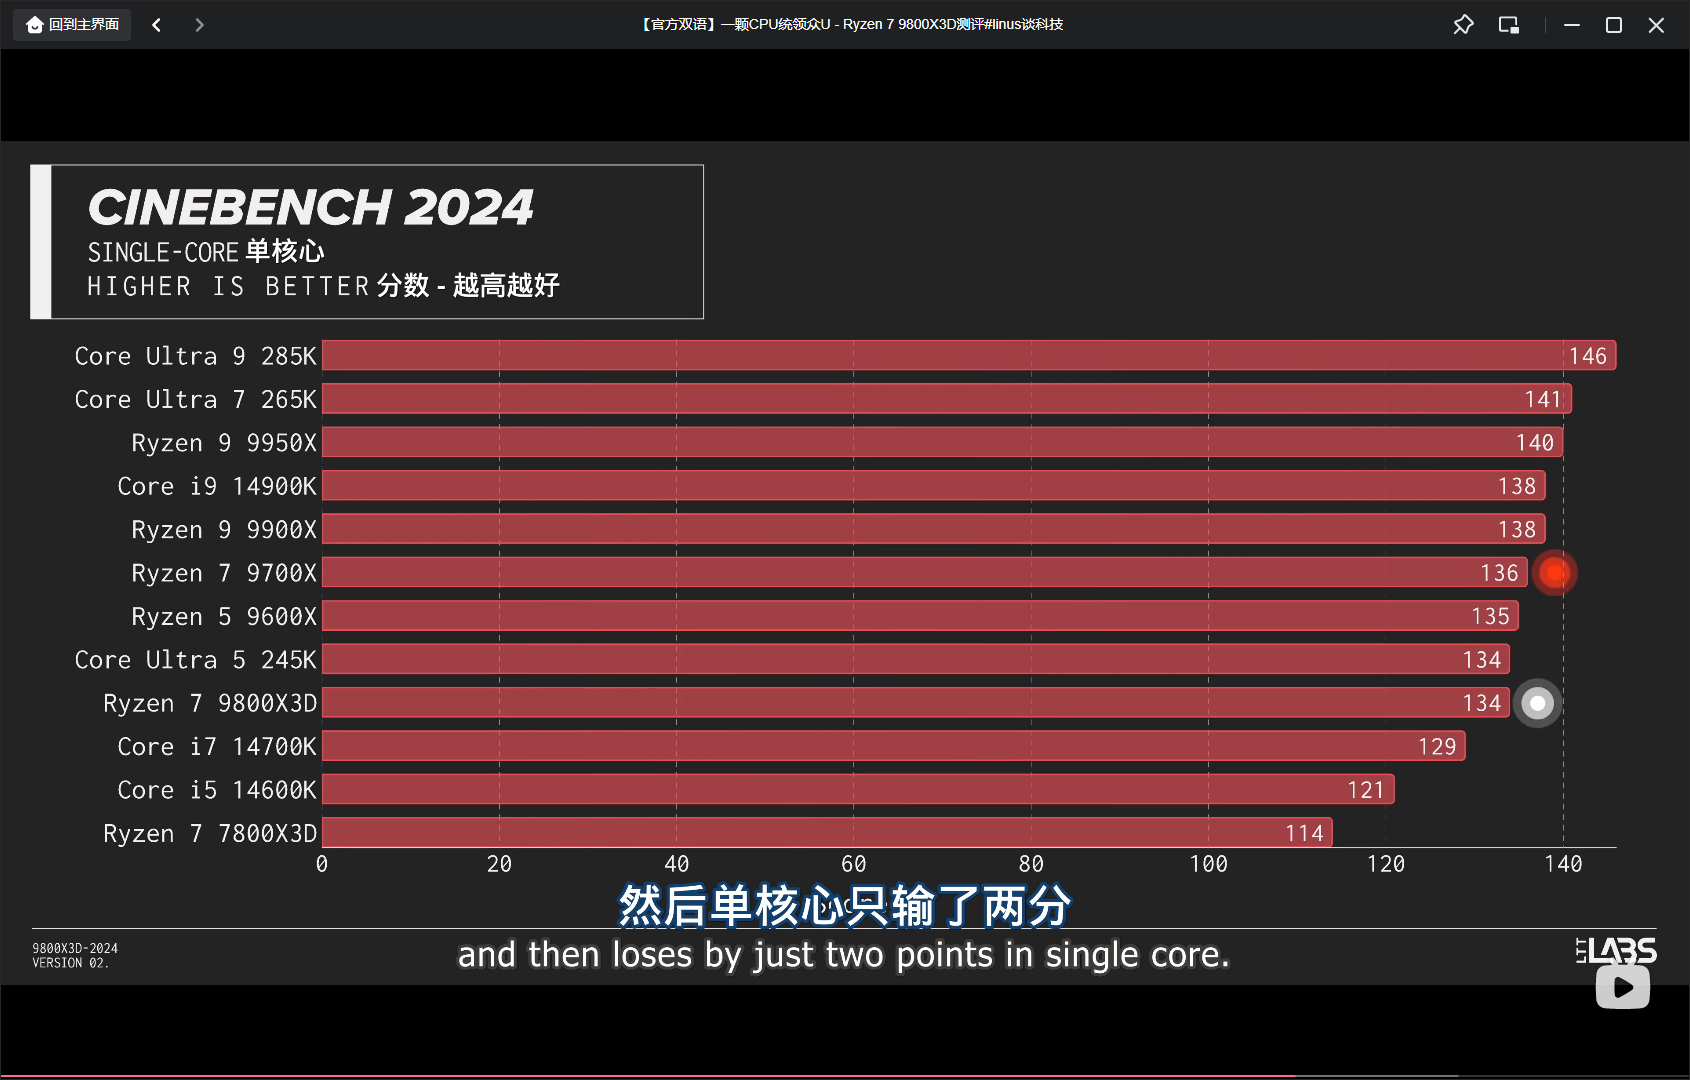 回到主界面
【官方双语】一颗CPU统领众U - Ryzen 7 9800X3D测评#linus谈科技
CINEBENCH 2024
SINGLE-CORE 单核心
HIGHER IS BETTER 分数 - 越高越好
Core Ultra 9 285K 146
Core Ultra 7 265K 141
Ryzen 9 9950X 140
Core i9 14900K 138
Ryzen 9 9900X 138
Ryzen 7 9700X 136
Ryzen 5 9600X 135
Core Ultra 5 245K 134
Ryzen 7 9800X3D 134
Core i7 14700K 129
Core i5 14600K 121
Ryzen 7 7800X3D 114
0 20 40 60 80 100 120 140
然后单核心只输了两分
and then loses by just two points in single core.
9800X3D-2024
VERSION 02.
LTT LABS